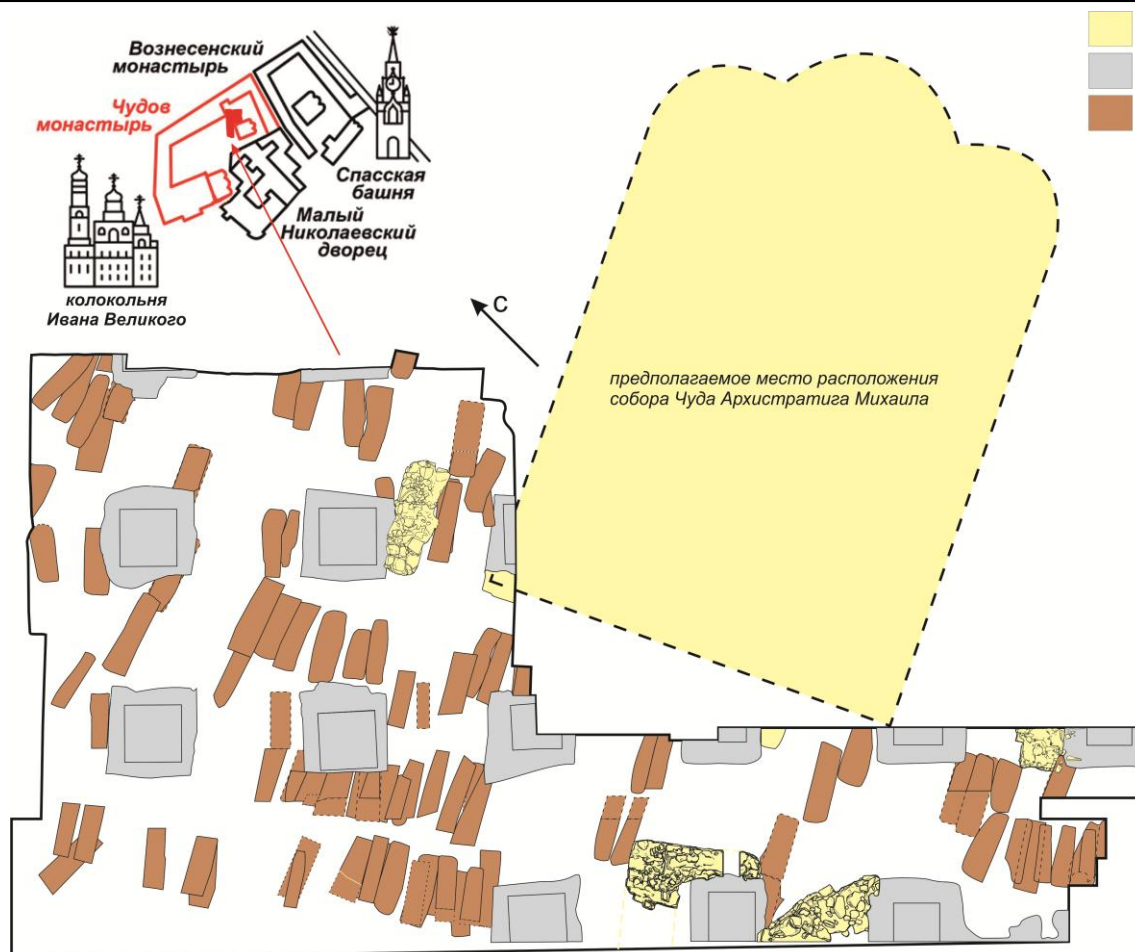 Вознесенский
монастырь
Чудов
монастырь
Спасская
башня
Малый
Николаевский
дворец
колокольня
Ивана Великого
С
предполагаемое место расположения
собора Чуда Архистратига Михаила